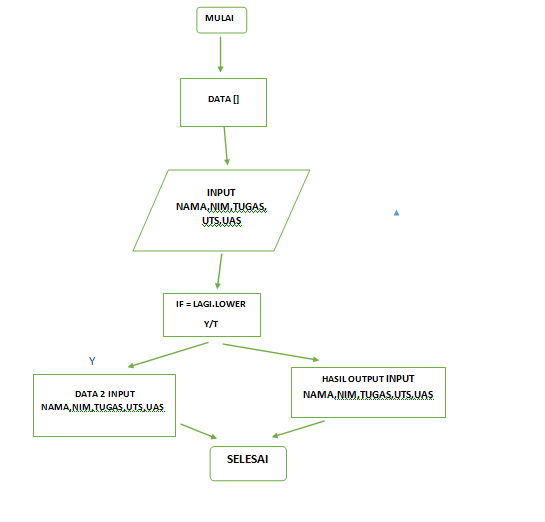 MULAI
DATA []
INPUT
NAMA,NIM,TUGAS,
UTS,UAS
IF = LAGI.LOWER
Y/T
Y
DATA 2 INPUT
NAMA,NIM,TUGAS,UTS,UAS
HASIL OUTPUT INPUT
NAMA,NIM,TUGAS,UTS,UAS
SELESAI